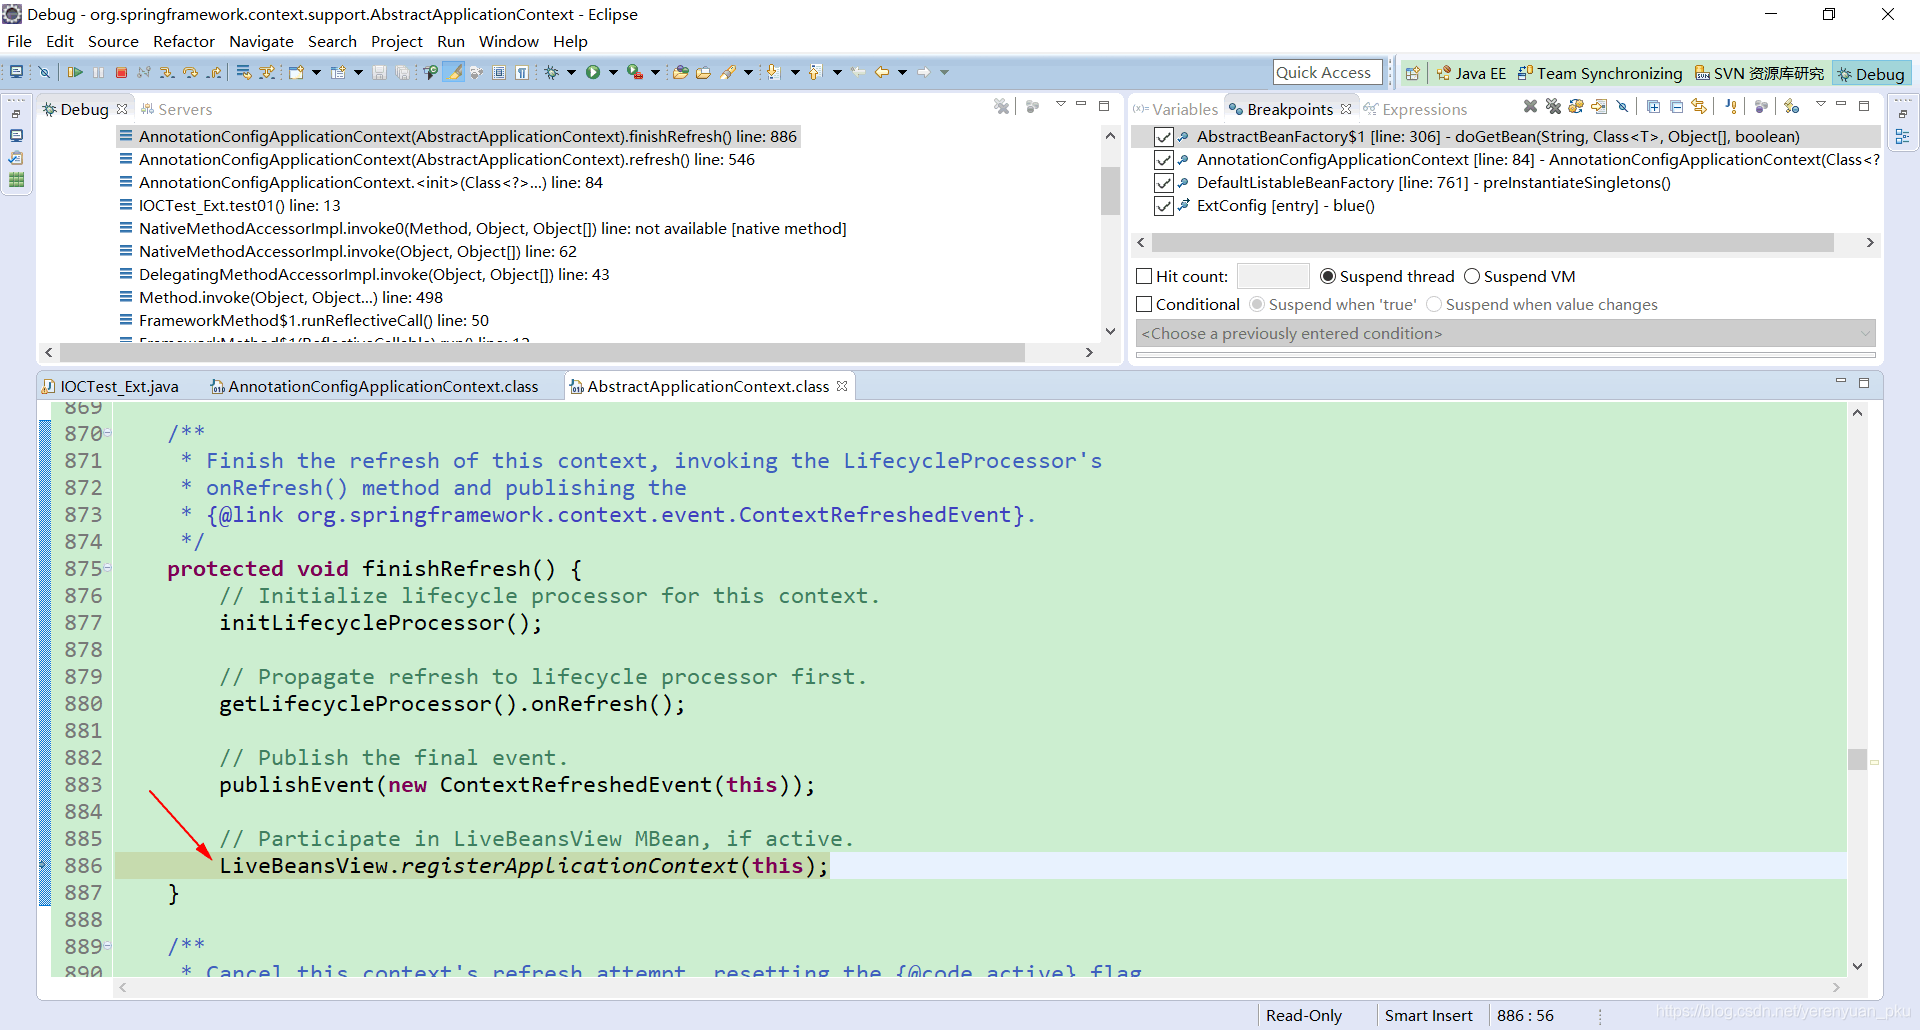 Debug - org.springframework.context.support.AbstractApplicationContext - Eclipse
File Edit Source Refactor Navigate Search Project Run Window Help
Quick Access
Java EE
Team Synchronizing
SVN 资源库研究
Debug
Debug
Servers
AnnotationConfigApplicationContext(AbstractApplicationContext).finishRefresh() line: 886
AnnotationConfigApplicationContext(AbstractApplicationContext).refresh() line: 546
AnnotationConfigApplicationContext.<init>(Class<?>...) line: 84
IOCTest_Ext.test01() line: 13
NativeMethodAccessorImpl.invoke0(Method, Object, Object[]) line: not available [native method]
NativeMethodAccessorImpl.invoke(Object, Object[]) line: 62
DelegatingMethodAccessorImpl.invoke(Object, Object[]) line: 43
Method.invoke(Object, Object...) line: 498
FrameworkMethod$1.runReflectiveCall() line: 50
FrameworkMethod$1(ReflectiveCallable).run() line: 12
(x)= Variables
Breakpoints
Expressions
AbstractBeanFactory$1 [line: 306] - doGetBean(String, Class<T>, Object[], boolean)
AnnotationConfigApplicationContext [line: 84] - AnnotationConfigApplicationContext(Class<?
DefaultListableBeanFactory [line: 761] - preInstantiateSingletons()
ExtConfig [entry] - blue()
Hit count:
Suspend thread
Suspend VM
Conditional
Suspend when 'true'
Suspend when value changes
<Choose a previously entered condition>
IOCTest_Ext.java
AnnotationConfigApplicationContext.class
AbstractApplicationContext.class
869
870 /**
871 * Finish the refresh of this context, invoking the LifecycleProcessor's
872 * onRefresh() method and publishing the
873 * {@link org.springframework.context.event.ContextRefreshedEvent}.
874 */
875 protected void finishRefresh() {
876 // Initialize lifecycle processor for this context.
877 initLifecycleProcessor();
878
879 // Propagate refresh to lifecycle processor first.
880 getLifecycleProcessor().onRefresh();
881
882 // Publish the final event.
883 publishEvent(new ContextRefreshedEvent(this));
884
885 // Participate in LiveBeansView MBean, if active.
886 LiveBeansView.registerApplicationContext(this);
887 }
888
889 /**
890 * Cancel this context's refresh attempt, resetting the {@code active} flag
Read-Only
Smart Insert
886 : 56
https://blog.csdn.net/yerenyuan_pku